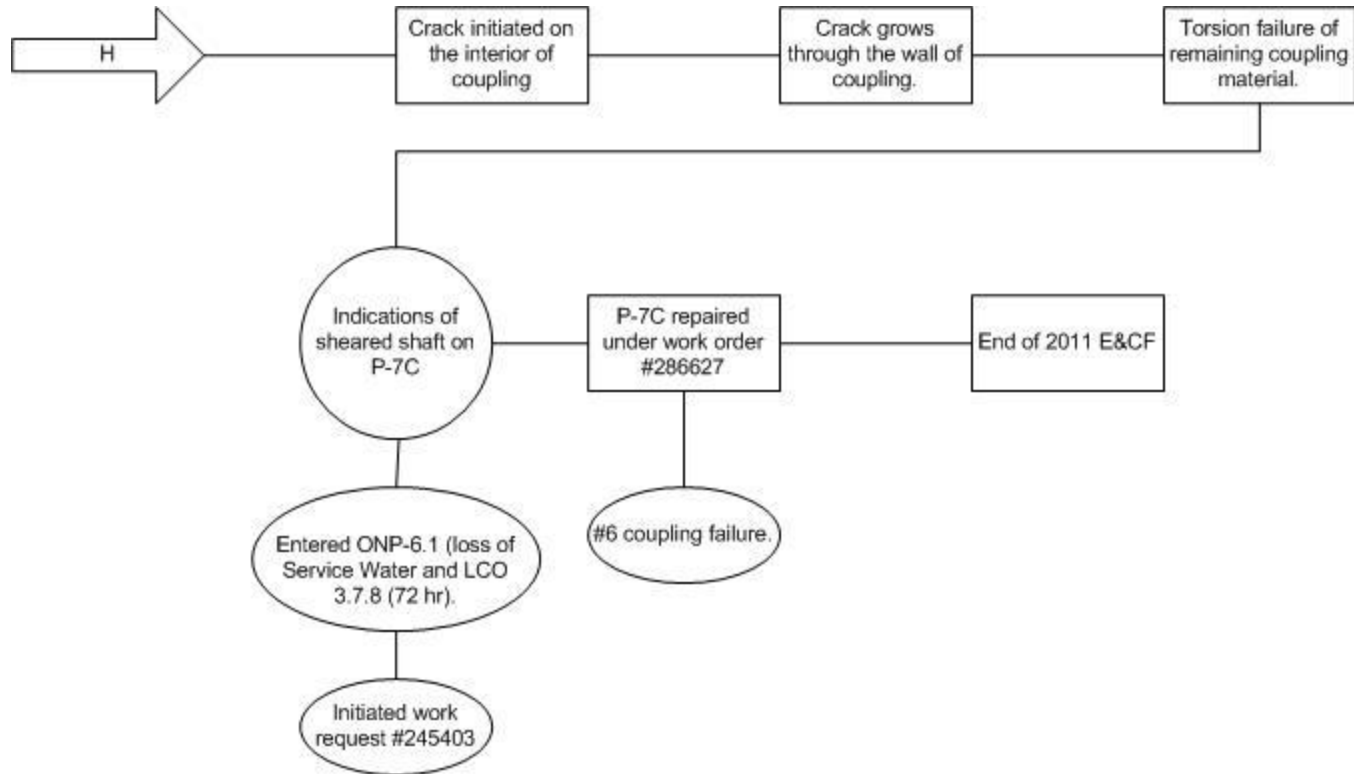 H
Crack initiated on
the interior of
coupling
Crack grows
through the wall of
coupling.
Torsion failure of
remaining coupling
material.
Indications of
sheared shaft on
P-7C
P-7C repaired
under work order
#286627
End of 2011 E&CF
Entered ONP-6.1 (loss of
Service Water and LCO
3.7.8 (72 hr).
#6 coupling failure.
Initiated work
request #245403